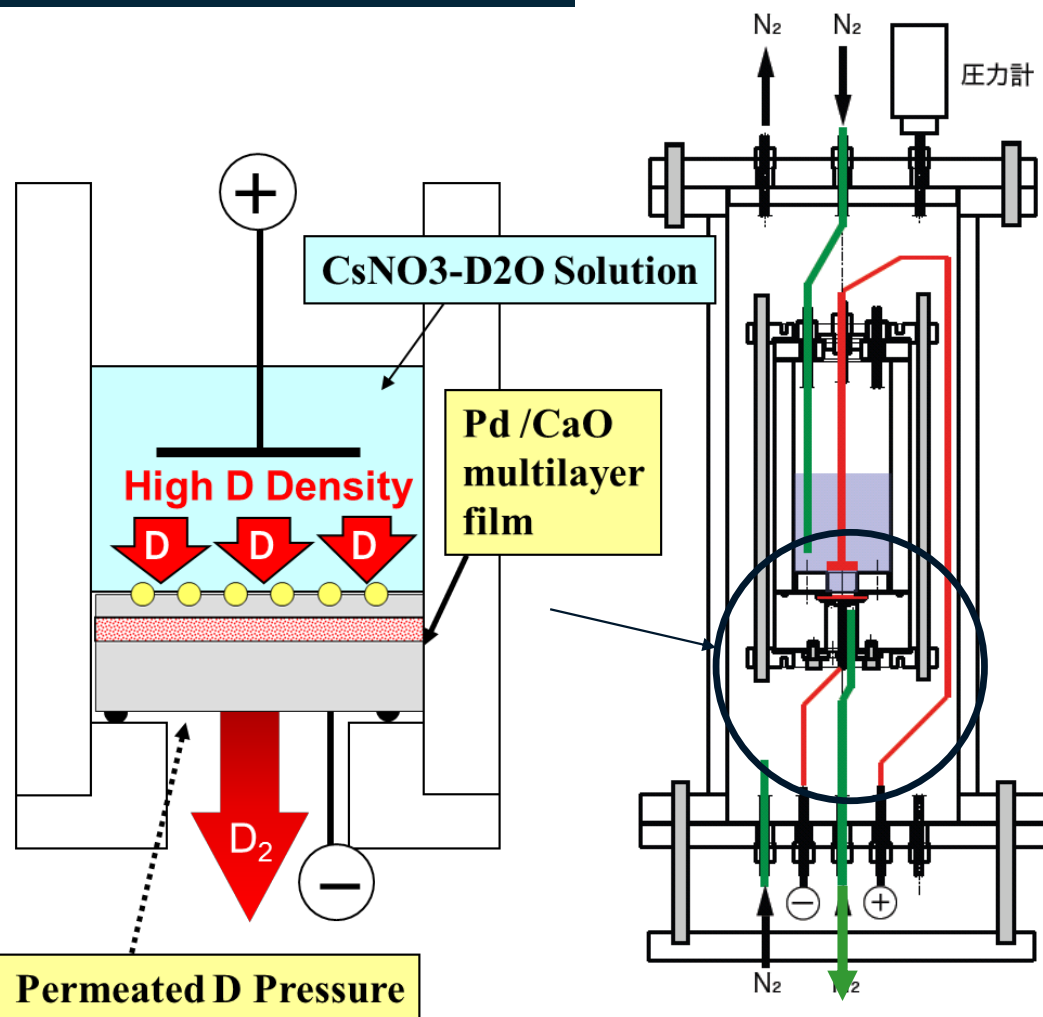 N₂
N₂
圧力計
+
CsNO3-D2O Solution
Pd /CaO
multilayer
film
High D Density
D
D
D
D₂
−
Permeated D Pressure
−
+
N₂
N₂